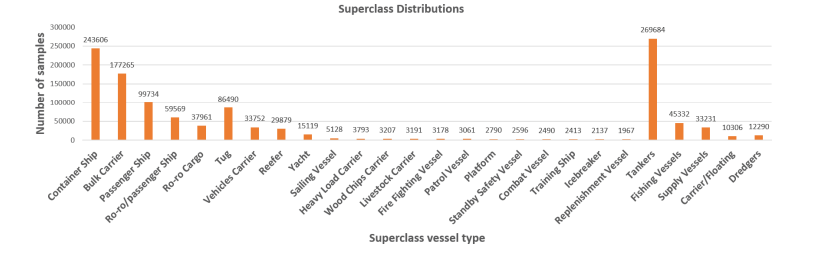 Superclass Distributions
Number of samples
300000
250000
200000
150000
100000
50000
0
243606
177265
99734
59569
37961
86490
33752
29879
15119
5128
3793
3207
3191
3178
3061
2790
2596
2490
2413
2137
1967
269684
45332
33231
10306
12290
Container Ship
Bulk Carrier
Passenger Ship
Ro-ro/passenger Ship
Ro-ro Cargo
Tug
Vehicles Carrier
Reefer
Yacht
Sailing Vessel
Heavy Load Carrier
Wood Chips Carrier
Livestock Carrier
Fire Fighting Vessel
Patrol Vessel
Platform
Standby Safety Vessel
Combat Vessel
Training Ship
Icebreaker
Replenishment Vessel
Tankers
Fishing Vessels
Supply Vessels
Carrier/Floating
Dredgers
Superclass vessel type